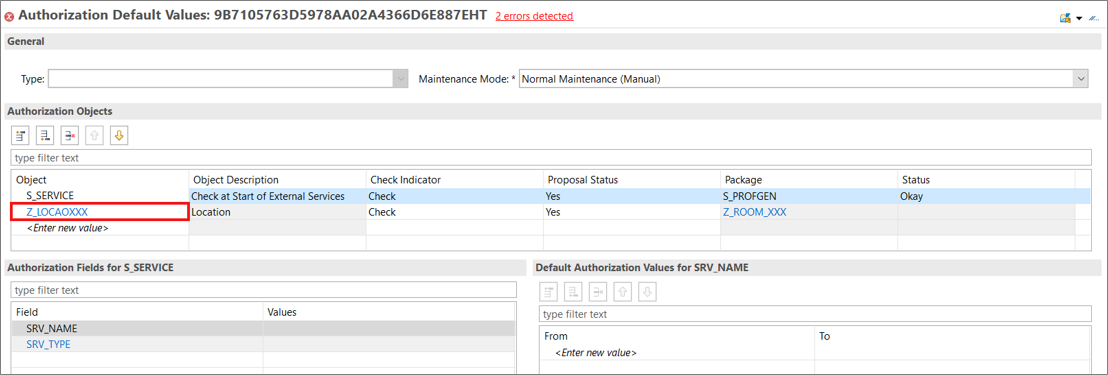 Authorization Default Values: 9B7105763D5978AA02A4366D6E887EHT 2 errors detected
General
Type: Maintenance Mode: * Normal Maintenance (Manual)
Authorization Objects
type filter text
Object Object Description Check Indicator Proposal Status Package Status
S_SERVICE Check at Start of External Services Check Yes S_PROFGEN Okay
Z_LOCAOXXX Location Check Yes Z_ROOM_XXX
<Enter new value>
Authorization Fields for S_SERVICE Default Authorization Values for SRV_NAME
type filter text
Field Values
SRV_NAME
SRV_TYPE
type filter text
From To
<Enter new value>